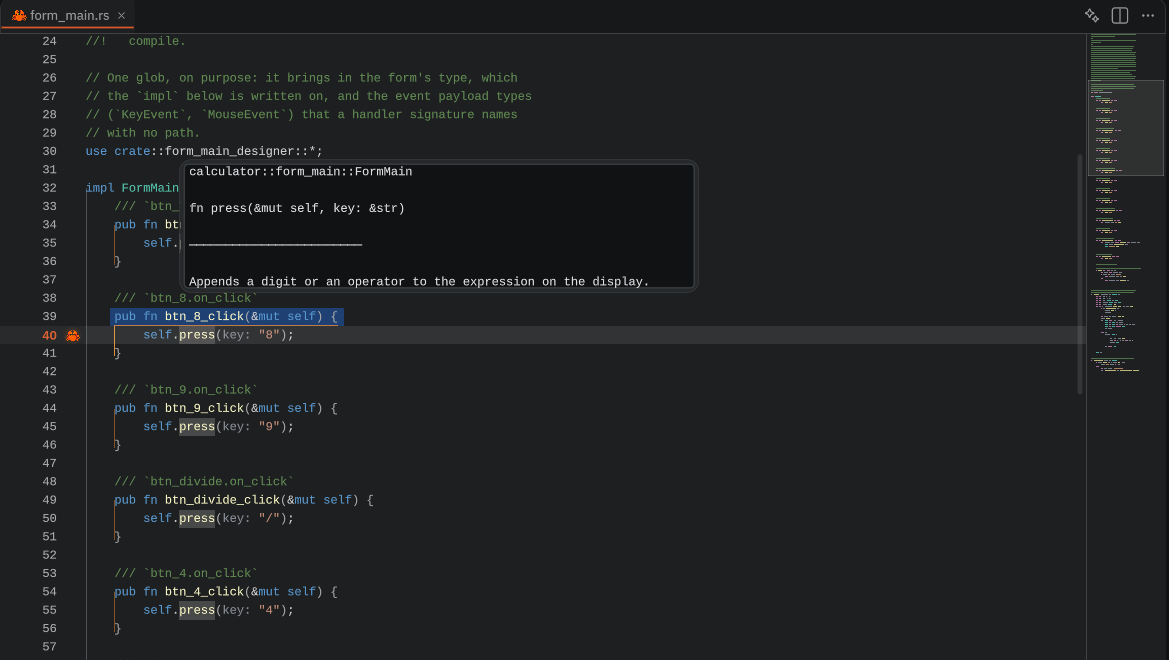 form_main.rs
24 //!   compile.
25
26 // One glob, on purpose: it brings in the form's type, which
27 // the `impl` below is written on, and the event payload types
28 // (`KeyEvent`, `MouseEvent`) that a handler signature names
29 // with no path.
30 use crate::form_main_designer::*;
31
calculator::form_main::FormMain
32 impl FormMain
33     /// `btn_
fn press(&mut self, key: &str)
34     pub fn bt
35         self.
36     }
37
Appends a digit or an operator to the expression on the display.
38     /// `btn_8.on_click`
39     pub fn btn_8_click(&mut self) {
40         self.press(key: "8");
41     }
42
43     /// `btn_9.on_click`
44     pub fn btn_9_click(&mut self) {
45         self.press(key: "9");
46     }
47
48     /// `btn_divide.on_click`
49     pub fn btn_divide_click(&mut self) {
50         self.press(key: "/");
51     }
52
53     /// `btn_4.on_click`
54     pub fn btn_4_click(&mut self) {
55         self.press(key: "4");
56     }
57